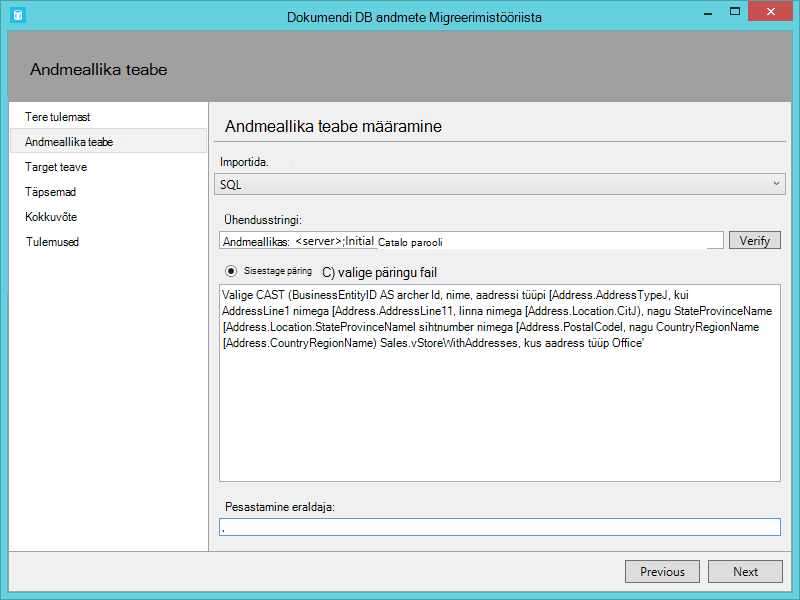 Dokumendi DB andmete Migreerimistööriista
Andmeallika teabe
Tere tulemast
Andmeallika teabe
Target teave
Täpsemad
Kokkuvõte
Tulemused
Andmeallika teabe määramine
Importida.
SQL
Ühendusstringi:
Andmeallikas: <server>;Initial Catalo parooli
Verify
Sisestage päring C) valige päringu fail
Valige CAST (BusinessEntityID AS archer Id, nime, aadressi tüüpi [Address.AddressTypeJ, kui
AddressLine1 nimega [Address.AddressLine11, linna nimega [Address.Location.CitJ), nagu StateProvinceName
[Address.Location.StateProvinceNamel sihtnumber nimega [Address.PostalCodel, nagu CountryRegionName
[Address.CountryRegionName) Sales.vStoreWithAddresses, kus aadress tüüp Office'
Pesastamine eraldaja:
.
Previous
Next